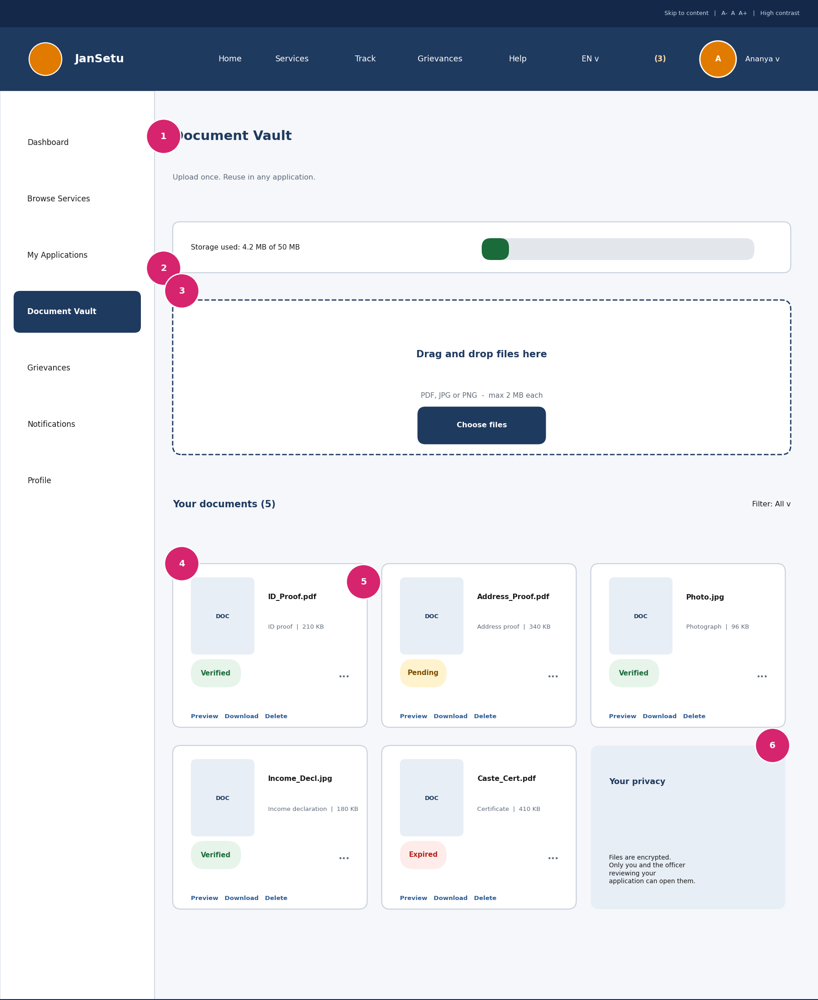 Skip to content | A- A A+ | High contrast
JanSetu
Home Services Track Grievances Help EN v (3) A Ananya v
Dashboard
Browse Services
My Applications
Document Vault
Grievances
Notifications
Profile
1
Document Vault
Upload once. Reuse in any application.
Storage used: 4.2 MB of 50 MB
2
3
Drag and drop files here
PDF, JPG or PNG - max 2 MB each
Choose files
Your documents (5)
Filter: All v
4
DOC
ID_Proof.pdf
ID proof | 210 KB
Verified
...
Preview Download Delete
5
DOC
Address_Proof.pdf
Address proof | 340 KB
Pending
...
Preview Download Delete
DOC
Photo.jpg
Photograph | 96 KB
Verified
...
Preview Download Delete
DOC
Income_Decl.jpg
Income declaration | 180 KB
Verified
...
Preview Download Delete
DOC
Caste_Cert.pdf
Certificate | 410 KB
Expired
...
Preview Download Delete
6
Your privacy
Files are encrypted.
Only you and the officer
reviewing your
application can open them.